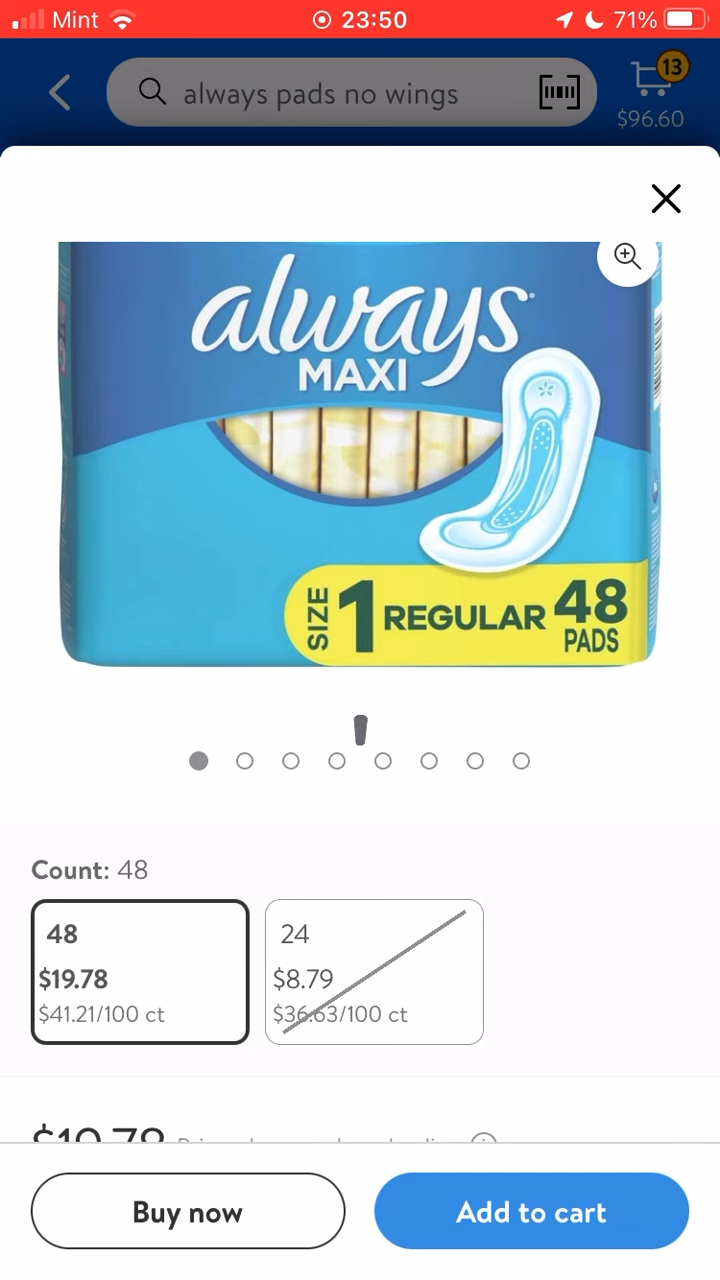 Mint 23:50 71%
always pads no wings
13
$96.60
always
MAXI
SIZE 1 REGULAR 48 PADS
Count: 48
48
$19.78
$41.21/100 ct
24
$8.79
$36.63/100 ct
$19.78
Buy now
Add to cart